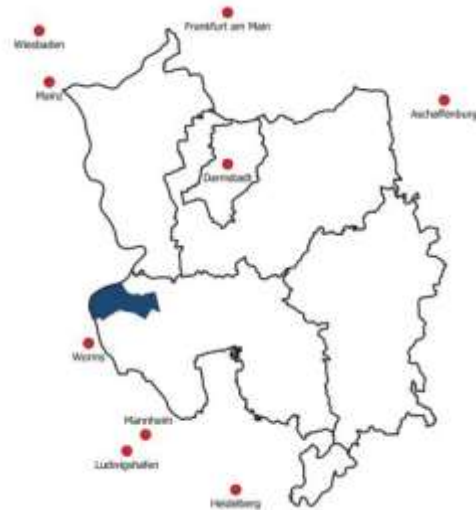 Frankfurt am Main
Wiesbaden
Mainz
Aschaffenburg
Darmstadt
Worms
Mannheim
Ludwigshafen
Heidelberg